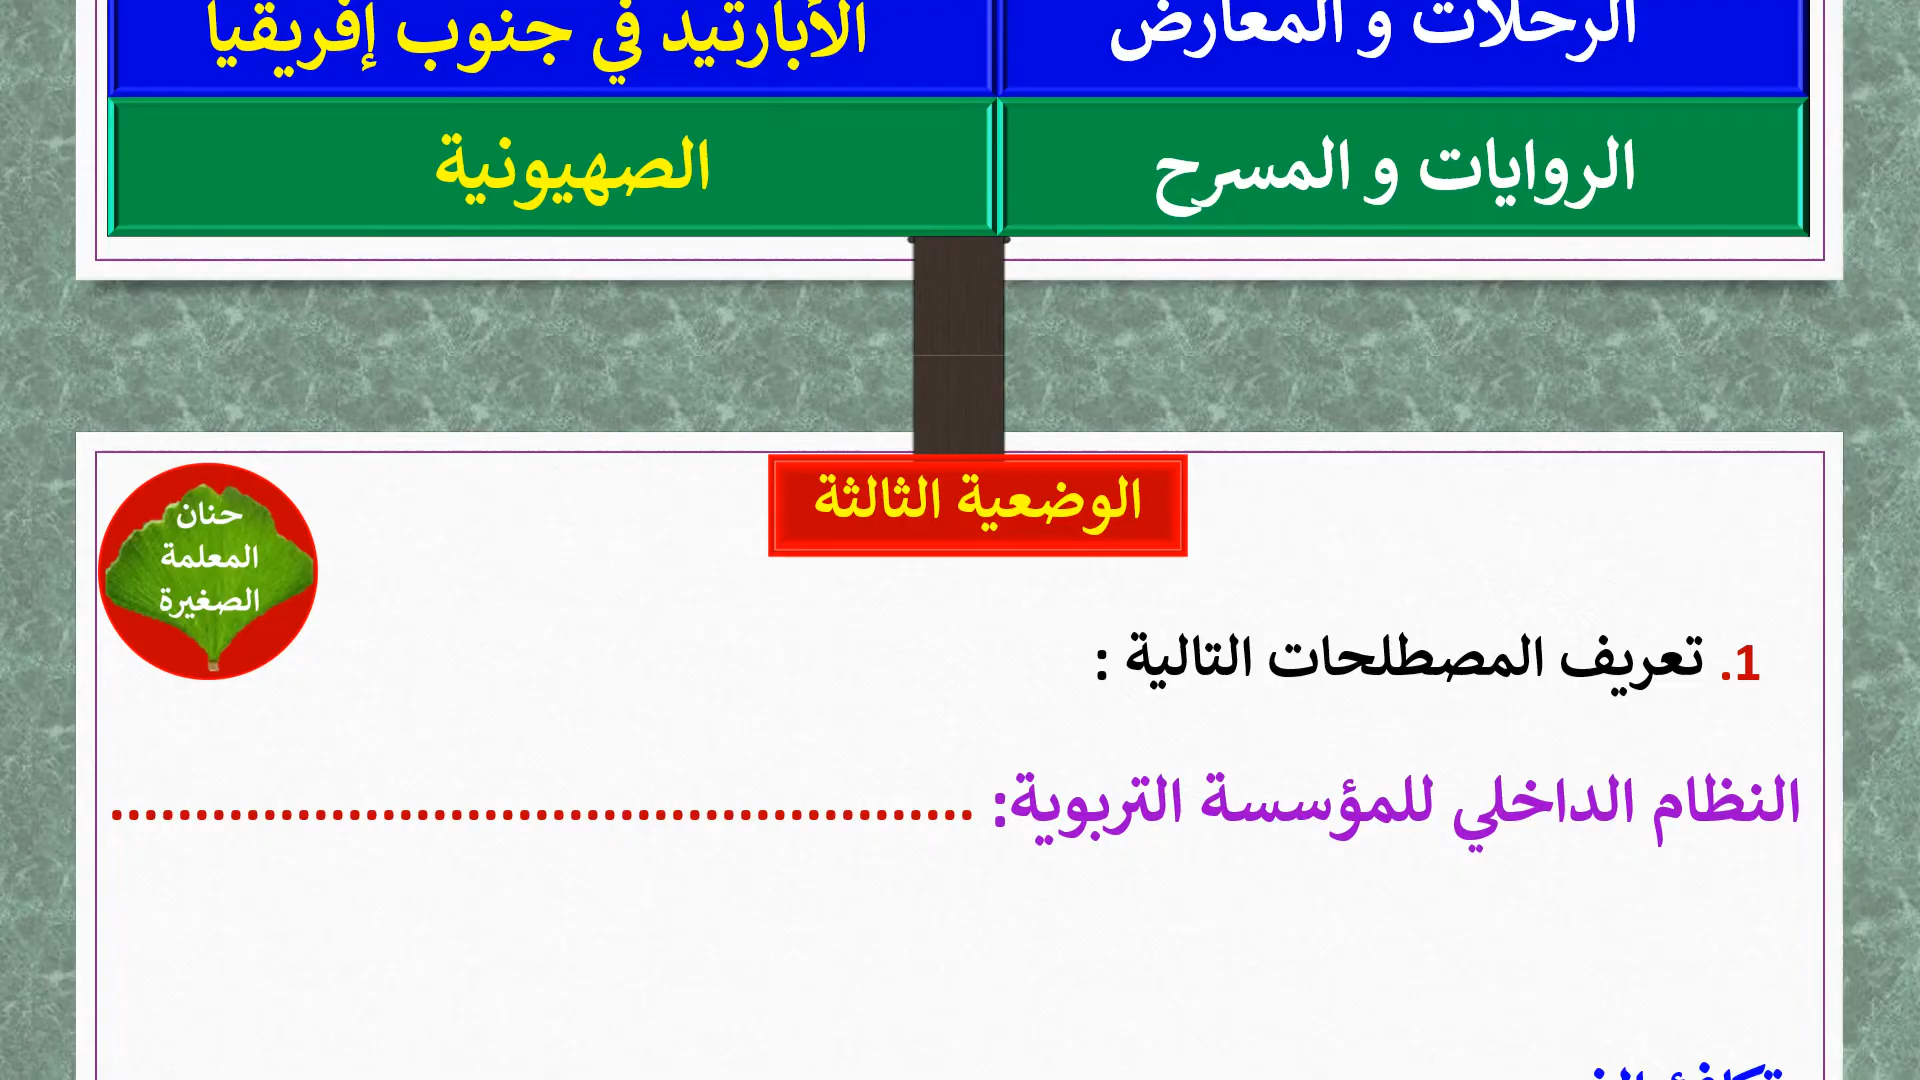 الرحلات و المعارض
الأبارتيد في جنوب إفريقيا
الروايات و المسرح
الصهيونية
الوضعية الثالثة
حنان
المعلمة
الصغيرة
1. تعريف المصطلحات التالية :
النظام الداخلي للمؤسسة التربوية: ...................................................